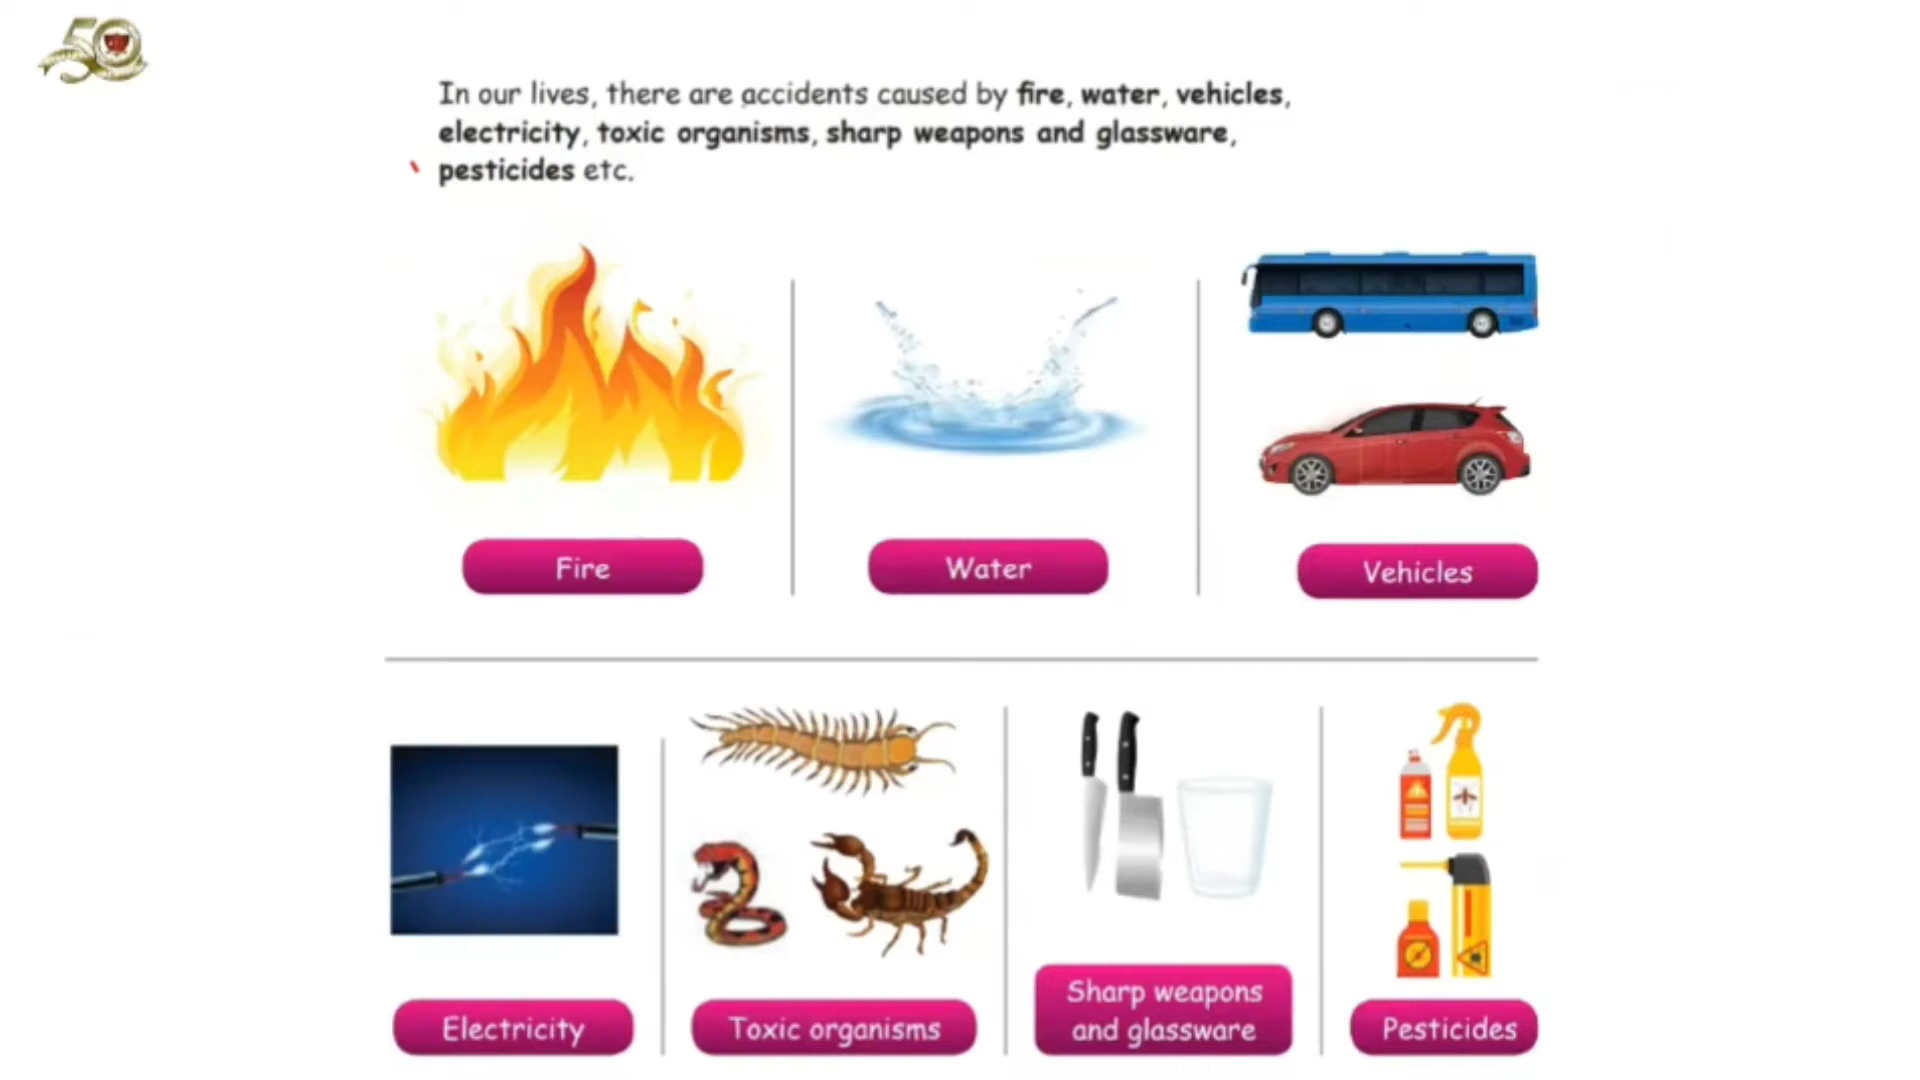 50
In our lives, there are accidents caused by fire, water, vehicles,
electricity, toxic organisms, sharp weapons and glassware,
pesticides etc.
Fire
Water
Vehicles
Electricity
Toxic organisms
Sharp weapons
and glassware
Pesticides